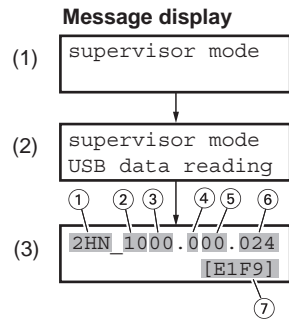 Message display
(1)
supervisor mode
(2)
supervisor mode
USB data reading
① ② ③ ④ ⑤ ⑥
(3)
2HN_1000.000.024
[E1F9]
⑦